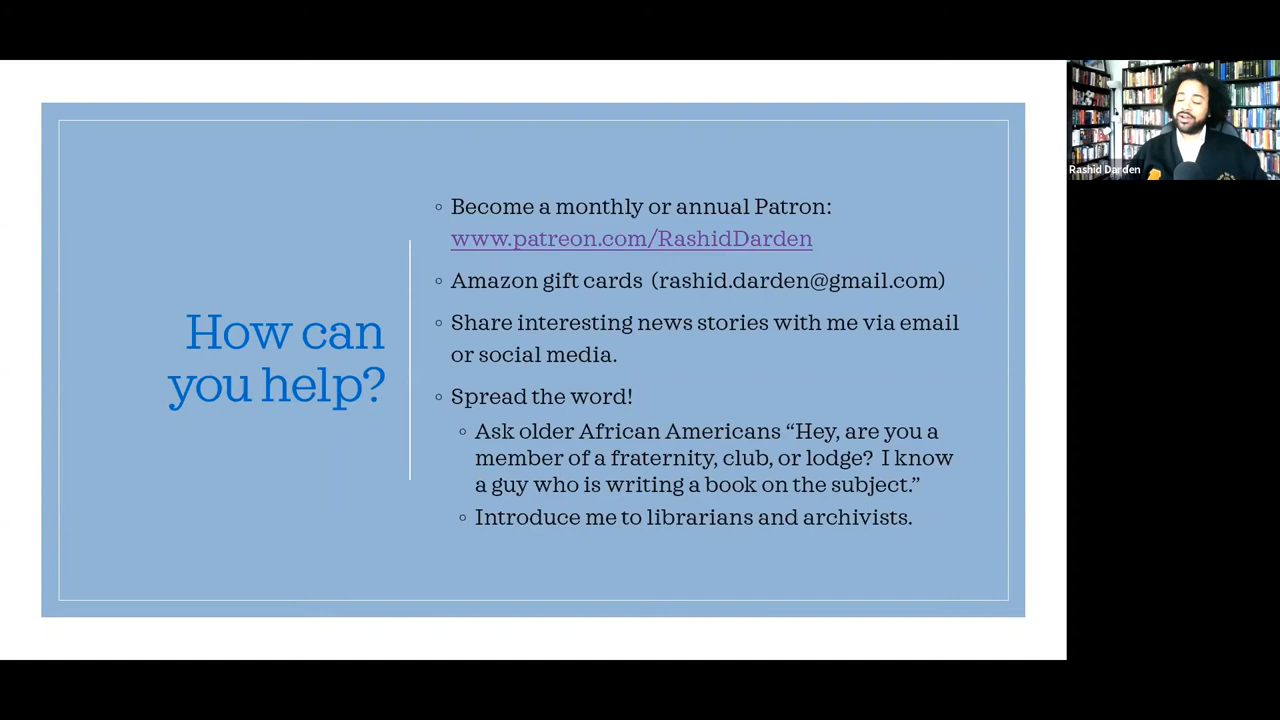 How can
you help?
◦ Become a monthly or annual Patron:
www.patreon.com/RashidDarden
◦ Amazon gift cards (rashid.darden@gmail.com)
◦ Share interesting news stories with me via email
or social media.
◦ Spread the word!
◦ Ask older African Americans “Hey, are you a
member of a fraternity, club, or lodge? I know
a guy who is writing a book on the subject.”
◦ Introduce me to librarians and archivists.
Rashid Darden